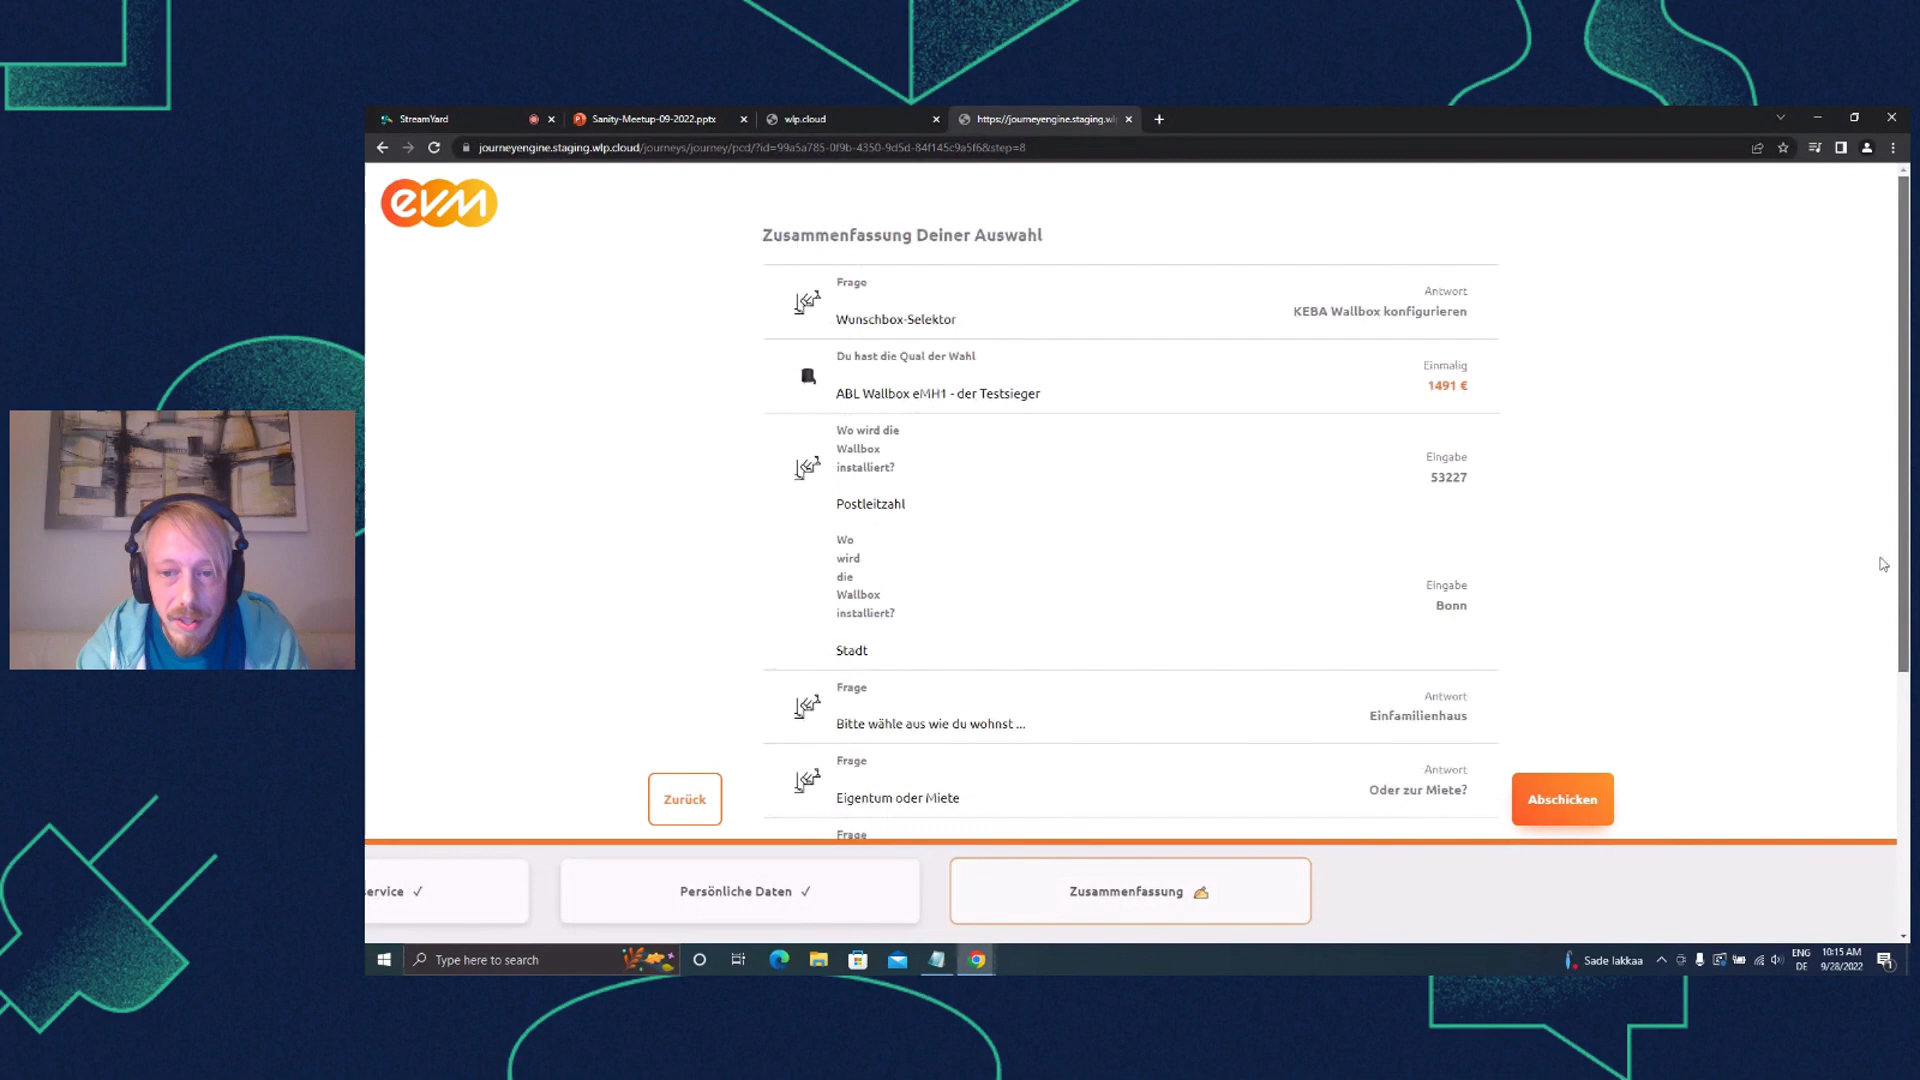 StreamYard
Sanity-Meetup-09-2022.pptx
wlp.cloud
https://journeyengine.staging.wl
journeyengine.staging.wlp.cloud/journeys/journey/pcd/?id=99a5a785-0f9b-4350-9d5d-84f145c9a5f6&step=8
evm
Zusammenfassung Deiner Auswahl
Frage
Wunschbox-Selektor
Antwort
KEBA Wallbox konfigurieren
Du hast die Qual der Wahl
ABL Wallbox eMH1 - der Testsieger
Einmalig
1491 €
Wo wird die
Wallbox
installiert?
Postleitzahl
Eingabe
53227
Wo
wird
die
Wallbox
installiert?
Stadt
Eingabe
Bonn
Frage
Bitte wähle aus wie du wohnst ...
Antwort
Einfamilienhaus
Frage
Eigentum oder Miete
Antwort
Oder zur Miete?
Frage
Zurück
Abschicken
ervice ✓
Persönliche Daten ✓
Zusammenfassung ✍
Type here to search
Sade lakkaa
ENG
DE
10:15 AM
9/28/2022
1